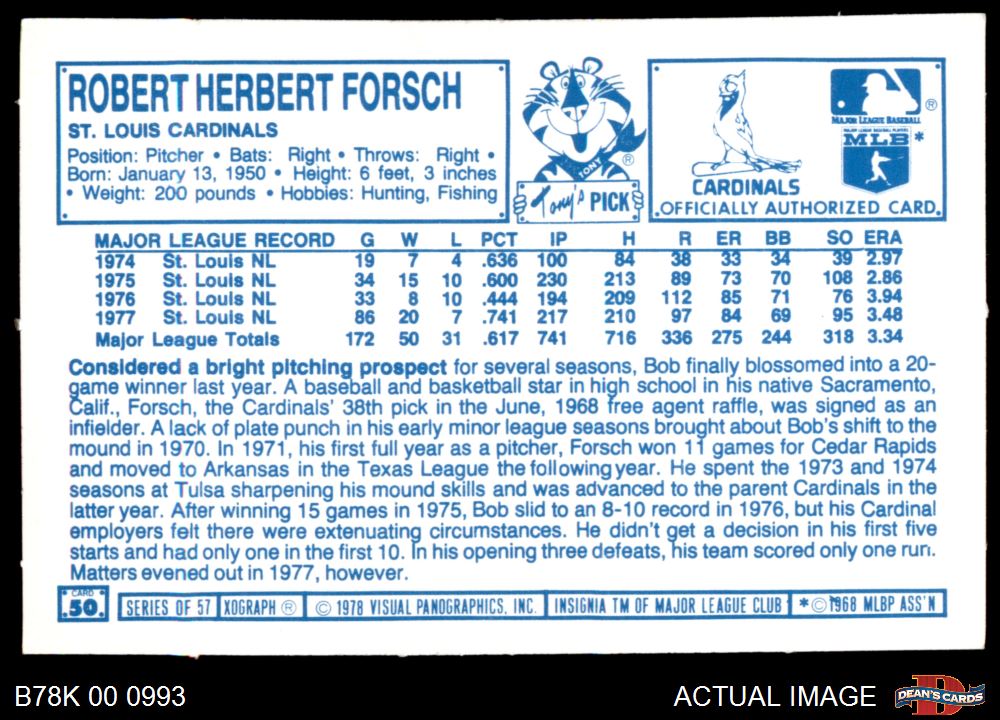 ROBERT HERBERT FORSCH
ST. LOUIS CARDINALS
Position: Pitcher • Bats: Right • Throws: Right •
Born: January 13, 1950 • Height: 6 feet, 3 inches
• Weight: 200 pounds • Hobbies: Hunting, Fishing
TONY ®
Tony's PICK
®
MAJOR LEAGUE BASEBALL
MAJOR LEAGUE BASEBALL PLAYERS
MLB *
CARDINALS
OFFICIALLY AUTHORIZED CARD
MAJOR LEAGUE RECORD G W L PCT IP H R ER BB SO ERA
1974 St. Louis NL 19 7 4 .636 100 84 38 33 34 39 2.97
1975 St. Louis NL 34 15 10 .600 230 213 89 73 70 108 2.86
1976 St. Louis NL 33 8 10 .444 194 209 112 85 71 76 3.94
1977 St. Louis NL 86 20 7 .741 217 210 97 84 69 95 3.48
Major League Totals 172 50 31 .617 741 716 336 275 244 318 3.34
Considered a bright pitching prospect for several seasons, Bob finally blossomed into a 20-
game winner last year. A baseball and basketball star in high school in his native Sacramento,
Calif., Forsch, the Cardinals' 38th pick in the June, 1968 free agent raffle, was signed as an
infielder. A lack of plate punch in his early minor league seasons brought about Bob's shift to the
mound in 1970. In 1971, his first full year as a pitcher, Forsch won 11 games for Cedar Rapids
and moved to Arkansas in the Texas League the following year. He spent the 1973 and 1974
seasons at Tulsa sharpening his mound skills and was advanced to the parent Cardinals in the
latter year. After winning 15 games in 1975, Bob slid to an 8-10 record in 1976, but his Cardinal
employers felt there were extenuating circumstances. He didn't get a decision in his first five
starts and had only one in the first 10. In his opening three defeats, his team scored only one run.
Matters evened out in 1977, however.
CARD
50 SERIES OF 57 XOGRAPH ® © 1978 VISUAL PANOGRAPHICS, INC. INSIGNIA TM OF MAJOR LEAGUE CLUB * © 1968 MLBP ASS'N
B78K 00 0993 ACTUAL IMAGE DEAN'S CARDS